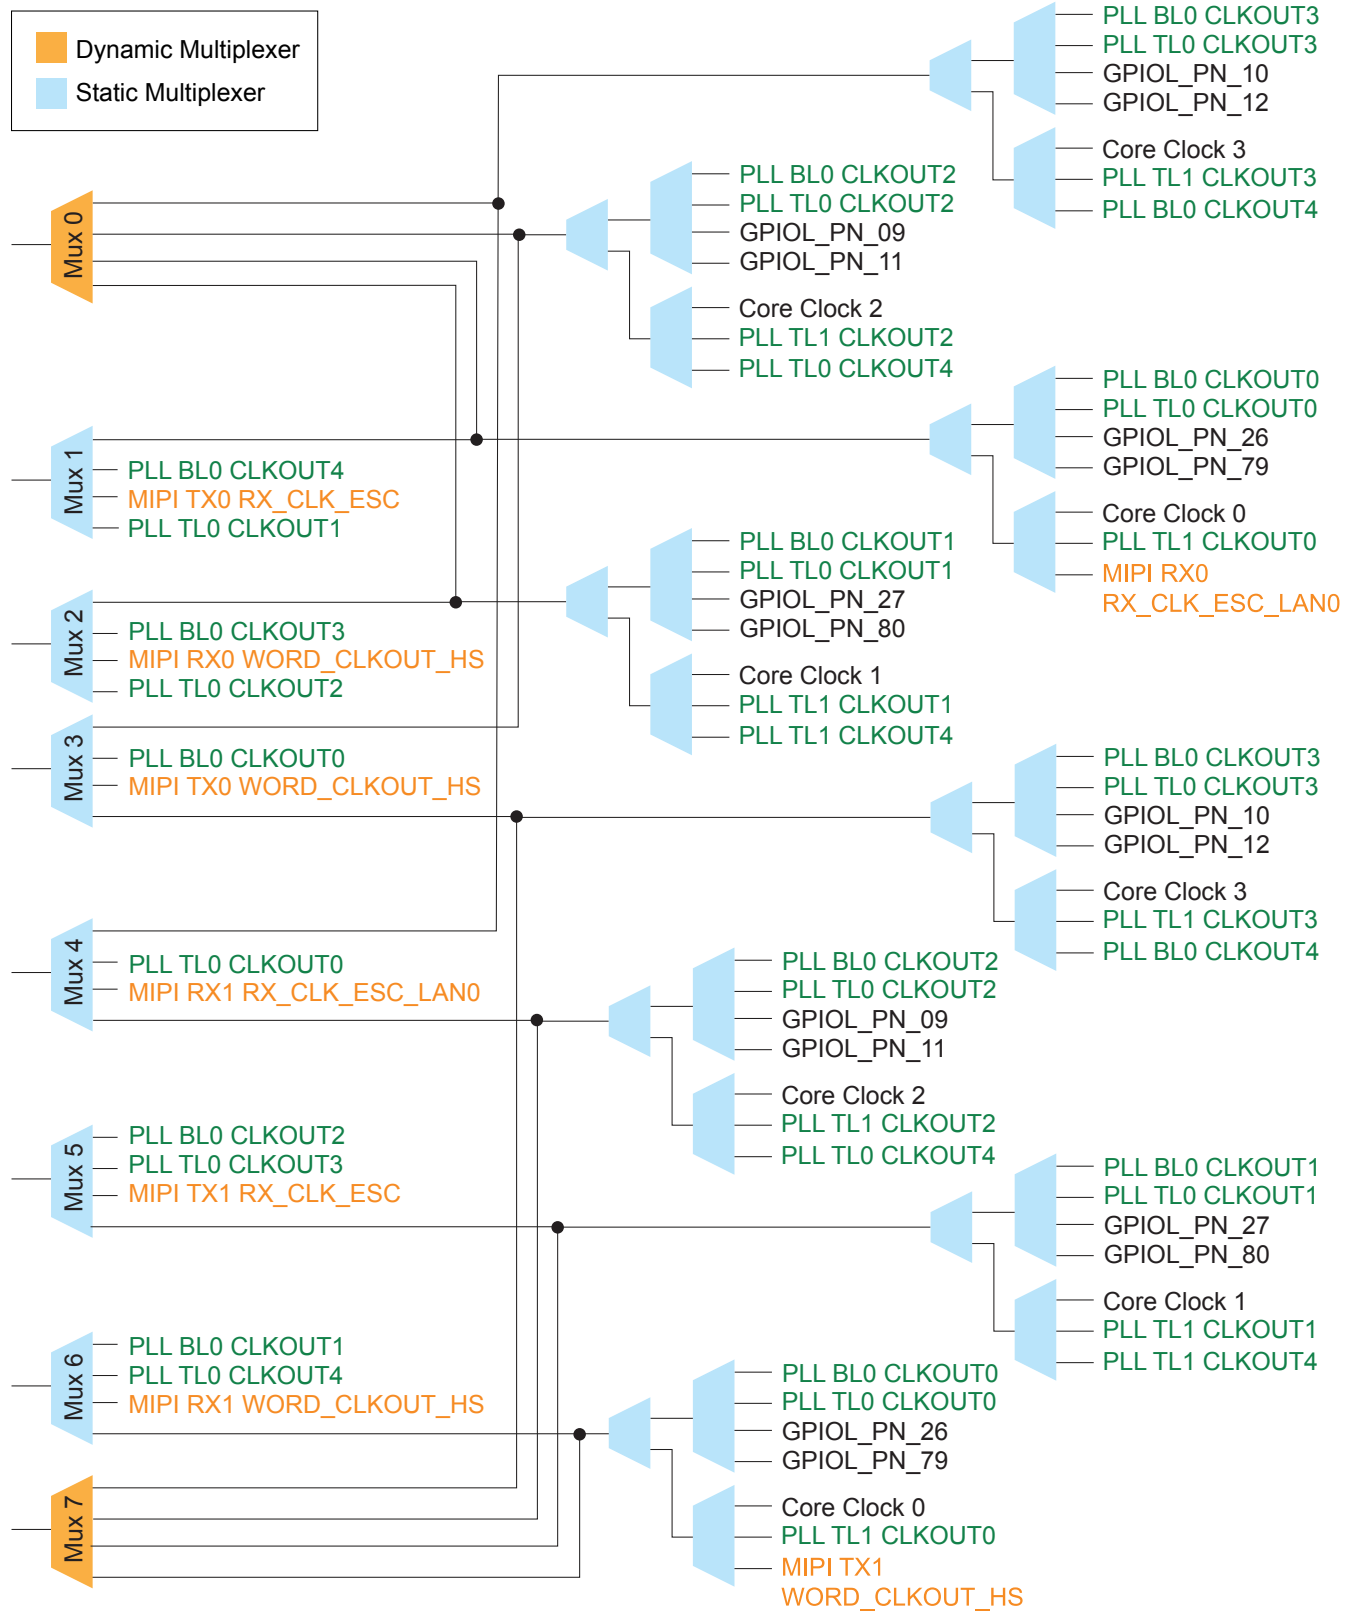 Dynamic Multiplexer
Static Multiplexer
PLL BL0 CLKOUT3
PLL TL0 CLKOUT3
GPIOL_PN_10
GPIOL_PN_12
Core Clock 3
PLL TL1 CLKOUT3
PLL BL0 CLKOUT4
Mux 0
PLL BL0 CLKOUT2
PLL TL0 CLKOUT2
GPIOL_PN_09
GPIOL_PN_11
Core Clock 2
PLL TL1 CLKOUT2
PLL TL0 CLKOUT4
PLL BL0 CLKOUT0
PLL TL0 CLKOUT0
GPIOL_PN_26
GPIOL_PN_79
Core Clock 0
PLL TL1 CLKOUT0
MIPI RX0
RX_CLK_ESC_LAN0
Mux 1
PLL BL0 CLKOUT4
MIPI TX0 RX_CLK_ESC
PLL TL0 CLKOUT1
PLL BL0 CLKOUT1
PLL TL0 CLKOUT1
GPIOL_PN_27
GPIOL_PN_80
Core Clock 1
PLL TL1 CLKOUT1
PLL TL1 CLKOUT4
Mux 2
PLL BL0 CLKOUT3
MIPI RX0 WORD_CLKOUT_HS
PLL TL0 CLKOUT2
Mux 3
PLL BL0 CLKOUT0
MIPI TX0 WORD_CLKOUT_HS
PLL BL0 CLKOUT3
PLL TL0 CLKOUT3
GPIOL_PN_10
GPIOL_PN_12
Core Clock 3
PLL TL1 CLKOUT3
PLL BL0 CLKOUT4
Mux 4
PLL TL0 CLKOUT0
MIPI RX1 RX_CLK_ESC_LAN0
PLL BL0 CLKOUT2
PLL TL0 CLKOUT2
GPIOL_PN_09
GPIOL_PN_11
Core Clock 2
PLL TL1 CLKOUT2
PLL TL0 CLKOUT4
Mux 5
PLL BL0 CLKOUT2
PLL TL0 CLKOUT3
MIPI TX1 RX_CLK_ESC
PLL BL0 CLKOUT1
PLL TL0 CLKOUT1
GPIOL_PN_27
GPIOL_PN_80
Core Clock 1
PLL TL1 CLKOUT1
PLL TL1 CLKOUT4
Mux 6
PLL BL0 CLKOUT1
PLL TL0 CLKOUT4
MIPI RX1 WORD_CLKOUT_HS
PLL BL0 CLKOUT0
PLL TL0 CLKOUT0
GPIOL_PN_26
GPIOL_PN_79
Core Clock 0
PLL TL1 CLKOUT0
MIPI TX1
WORD_CLKOUT_HS
Mux 7